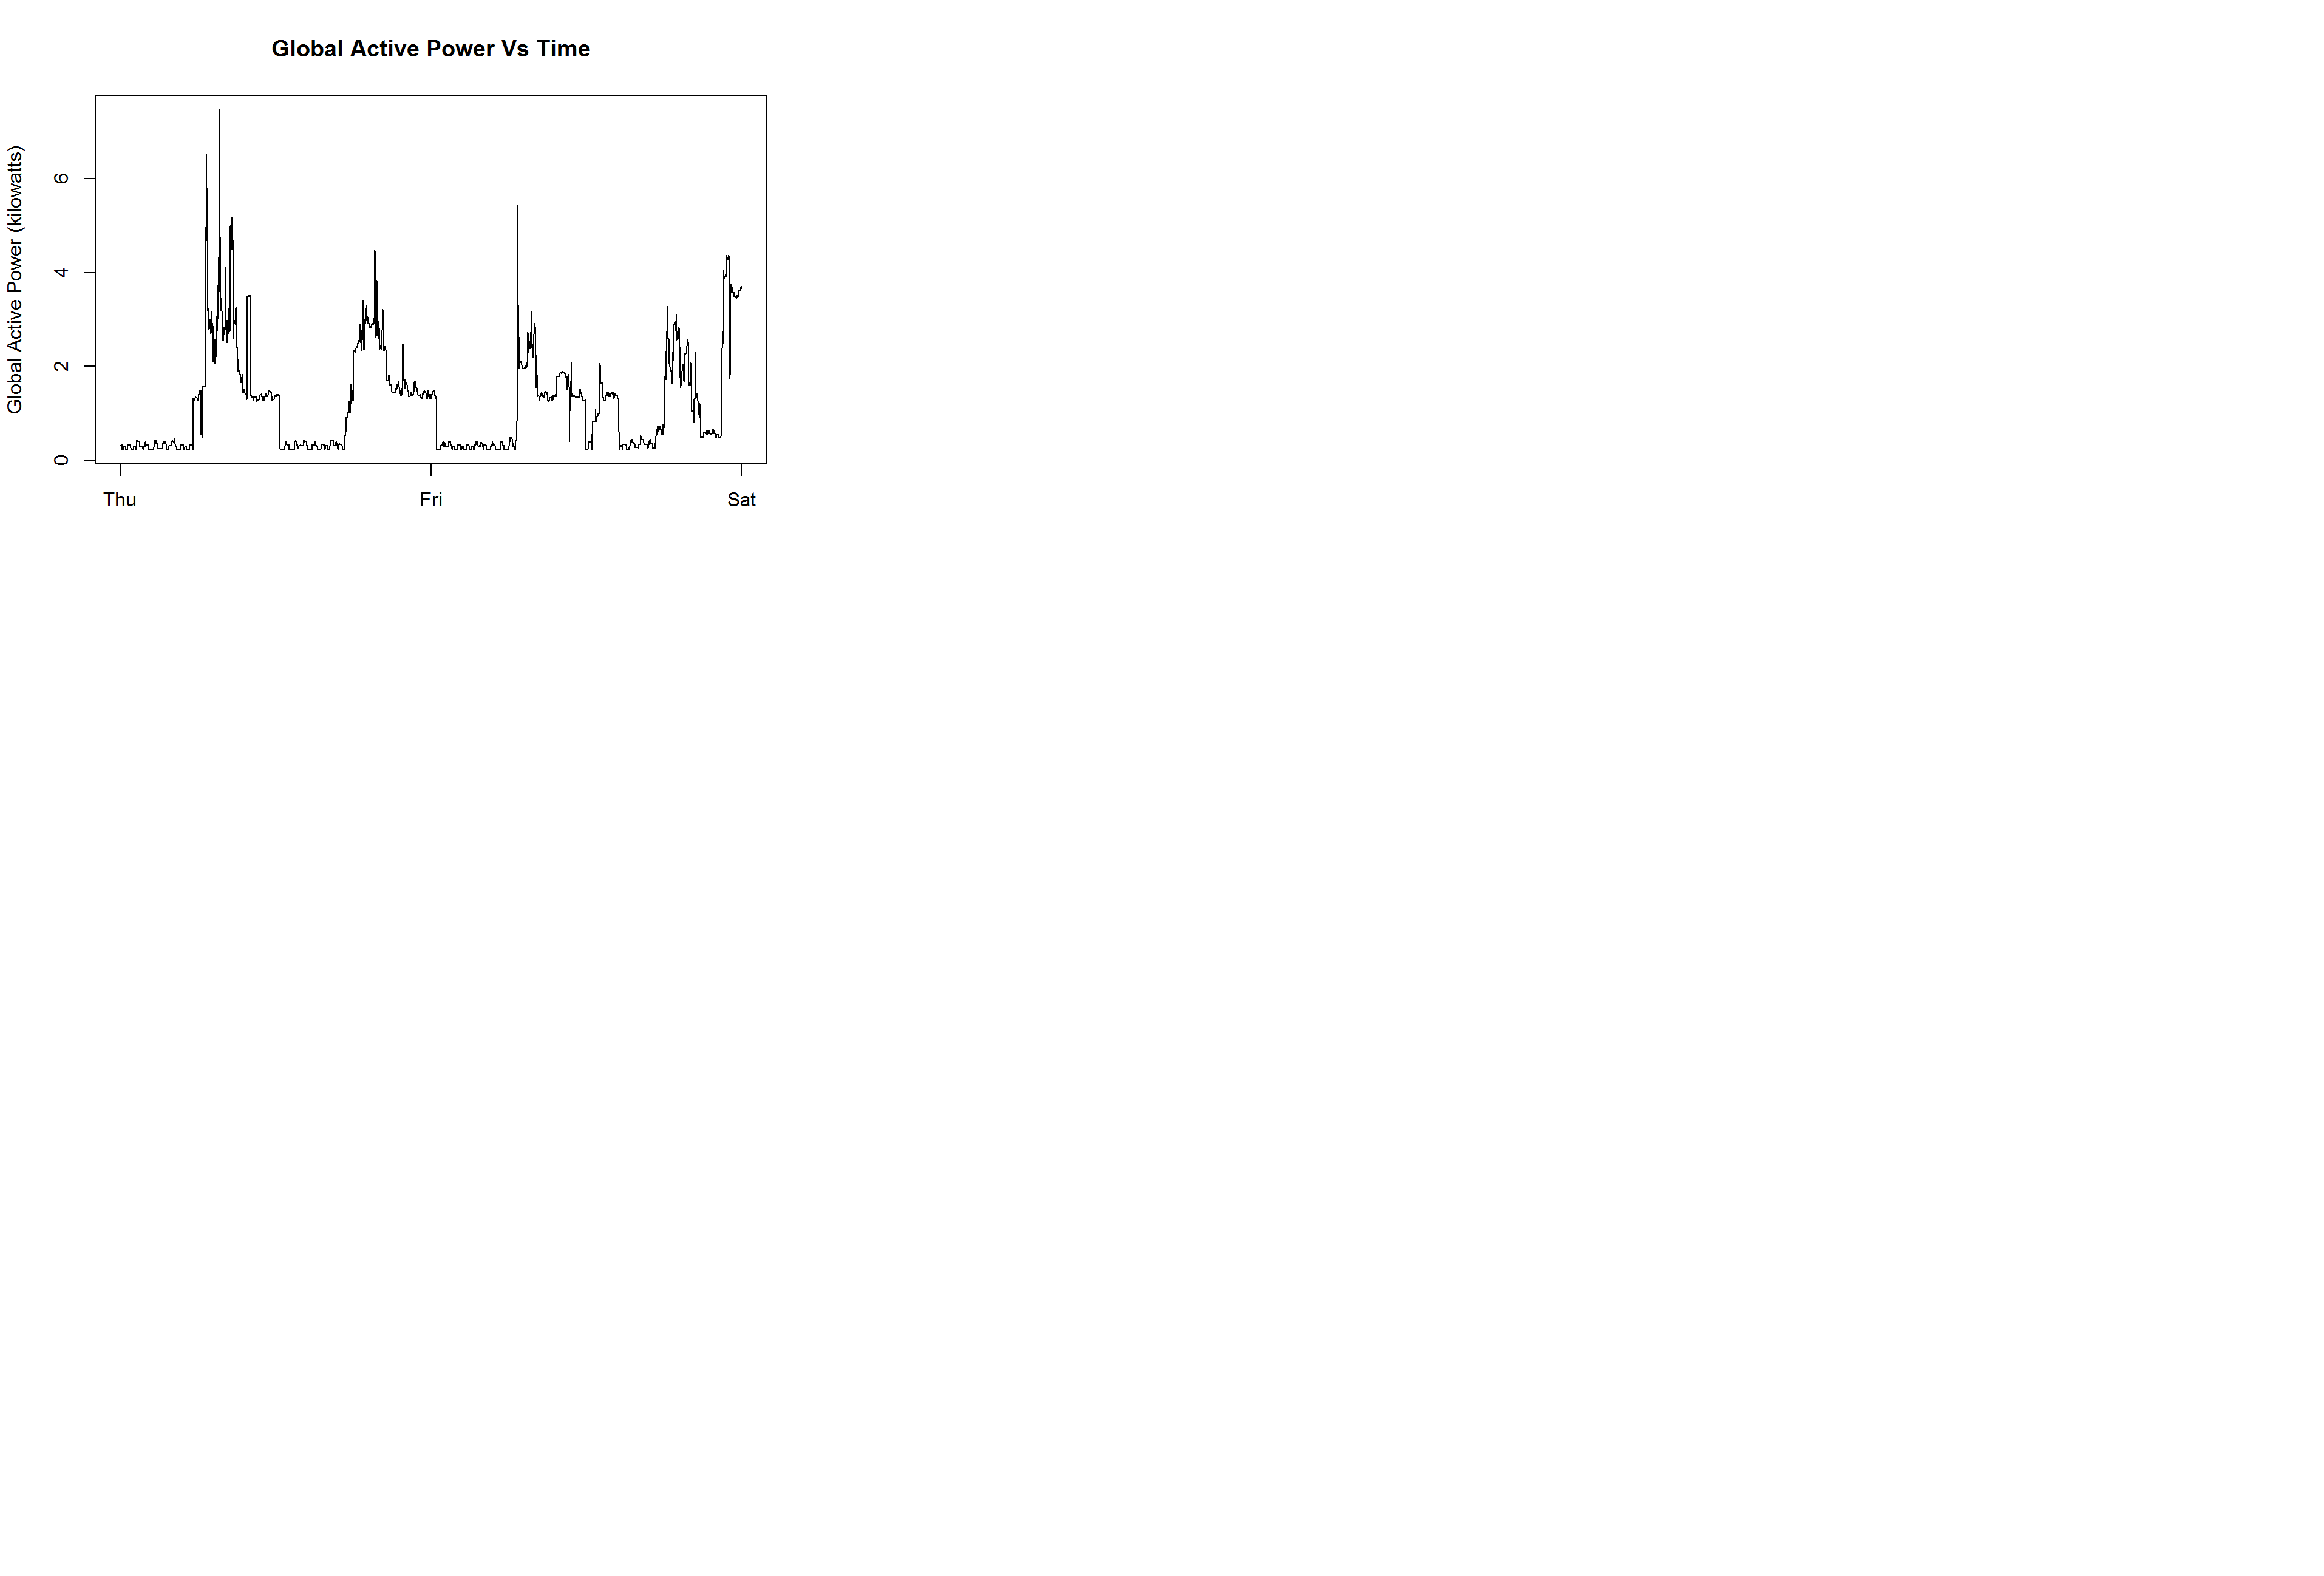 Global Active Power Vs Time
Global Active Power (kilowatts)
6
4
2
0
Thu
Fri
Sat